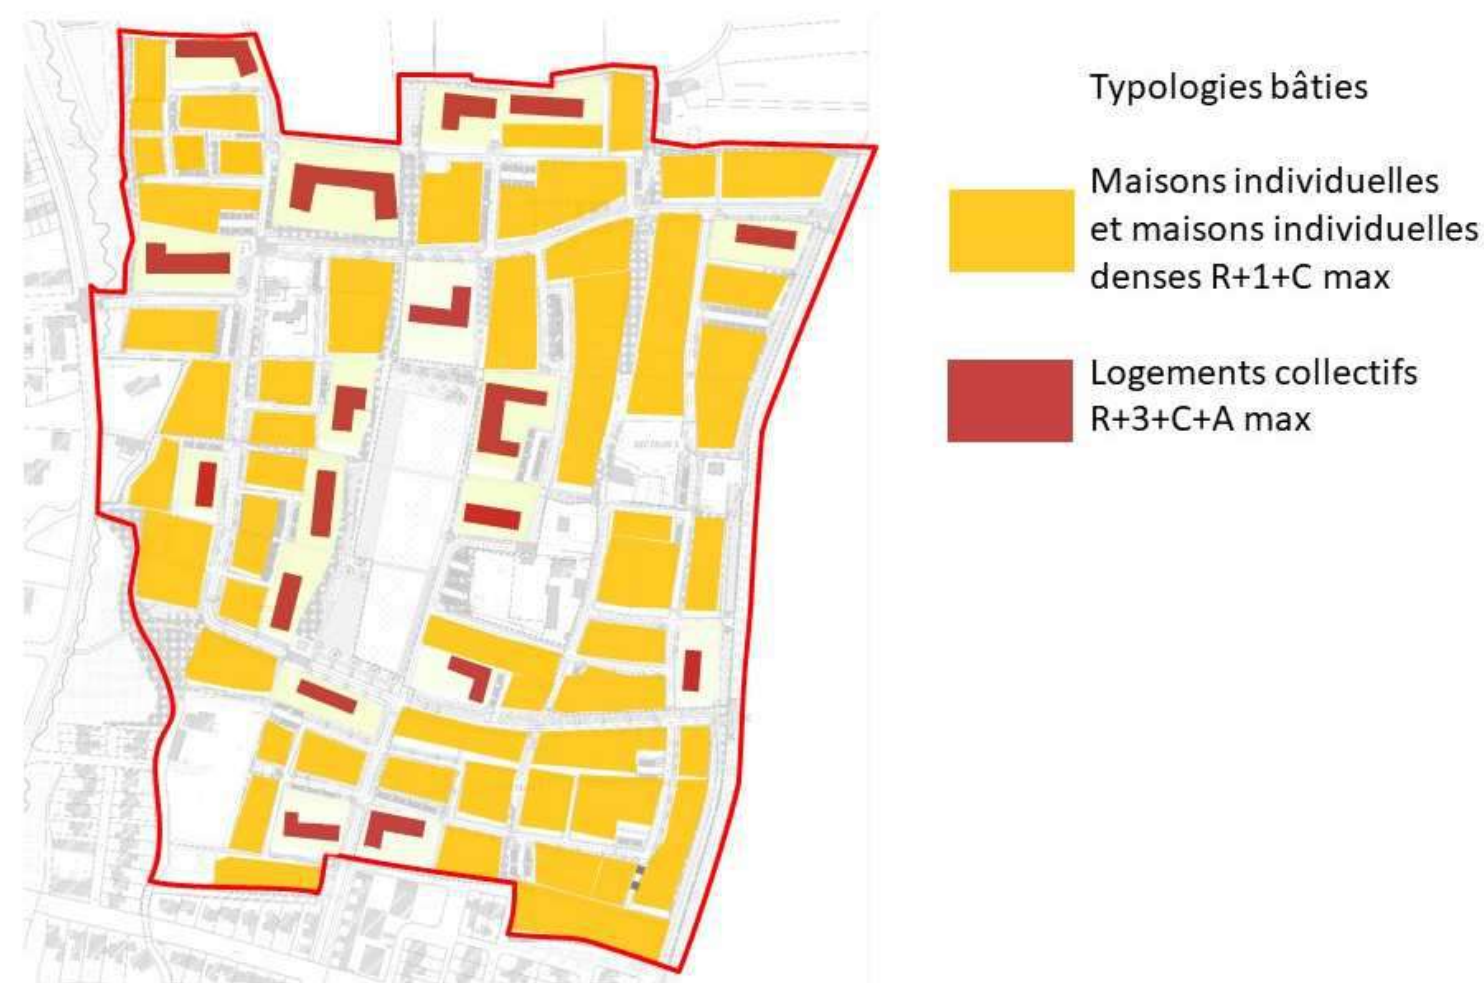 Typologies bâties
Maisons individuelles
et maisons individuelles
denses R+1+C max
Logements collectifs
R+3+C+A max